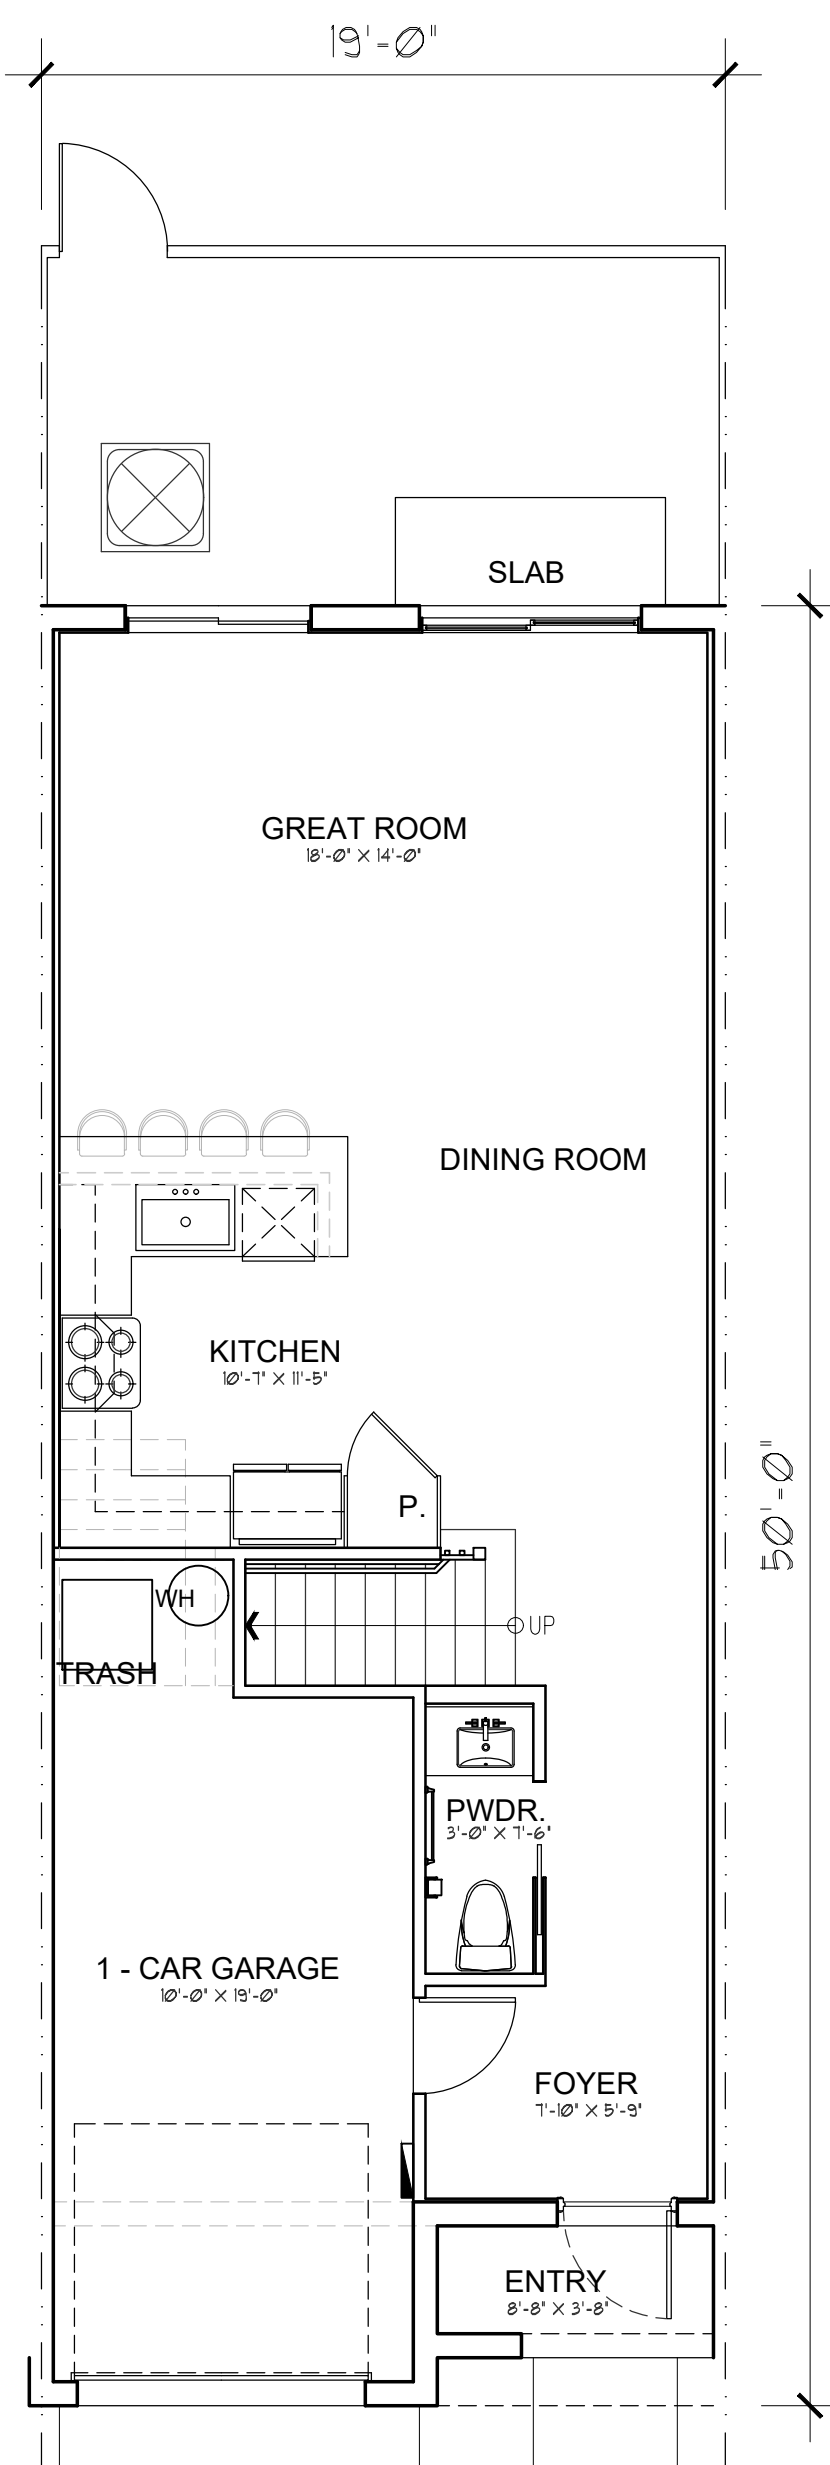 19'-0"
SLAB
GREAT ROOM
18'-0" X 14'-0"
DINING ROOM
KITCHEN
10'-7" X 11'-5"
P.
50'-0"
WH
UP
TRASH
PWDR.
3'-0" X 7'-6"
1 - CAR GARAGE
10'-0" X 19'-0"
FOYER
7'-10" X 5'-9"
ENTRY
8'-8" X 3'-8"